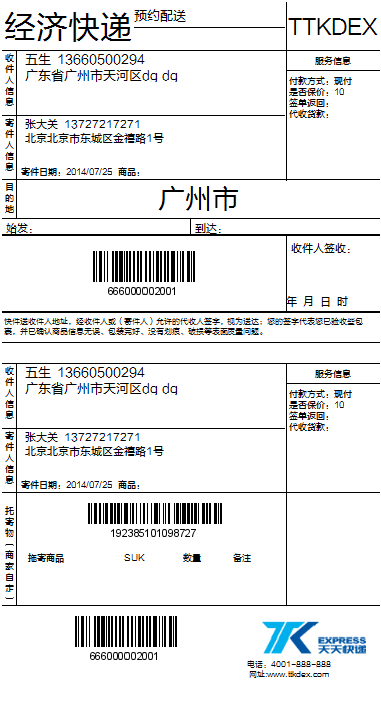 经济快递 预约配送 TTKDEX
收件人信息
五生 13660500294
广东省广州市天河区dq dq
服务信息
付款方式：现付
是否保价：10
签单返回：
代收货款：
寄件人信息
张大关 13727217271
北京北京市东城区金禧路1号
寄件日期：2014/07/25 商品：
目的地
广州市
始发： 到达：
666000002001
收件人签收：
年 月 日 时
快件送收件人地址，经收件人或（寄件人）允许的代收人签字，视为送达；您的签字代表您已验收些包
裹，并已确认商品信息无误、包装完好、没有划痕、破损等表面质量问题。
收件人信息
五生 13660500294
广东省广州市天河区dq dq
服务信息
付款方式：现付
是否保价：10
签单返回：
代收货款：
寄件人信息
张大关 13727217271
北京北京市东城区金禧路1号
寄件日期：2014/07/25 商品：
托寄物（商家自定）
192385101098727
拖寄商品 SUK 数量 备注
666000002001
TK EXPRESS
天天快递
电话：4001-888-888
网址:www.ttkdex.com